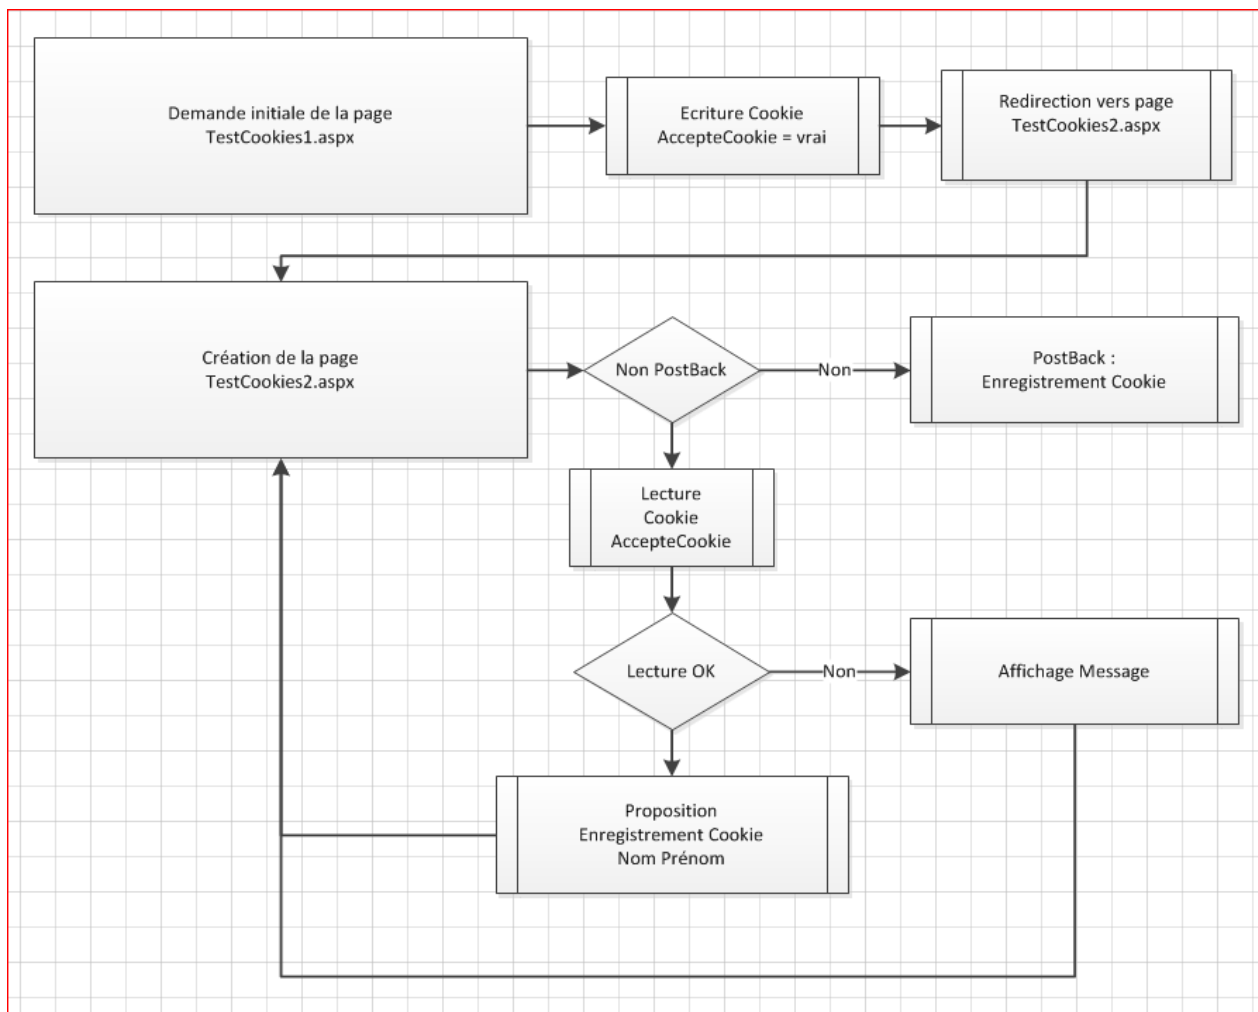 Demande initiale de la page
TestCookies1.aspx
Ecriture Cookie
AccepteCookie = vrai
Redirection vers page
TestCookies2.aspx
Création de la page
TestCookies2.aspx
Non PostBack
Non
PostBack :
Enregistrement Cookie
Lecture
Cookie
AccepteCookie
Lecture OK
Non
Affichage Message
Proposition
Enregistrement Cookie
Nom Prénom